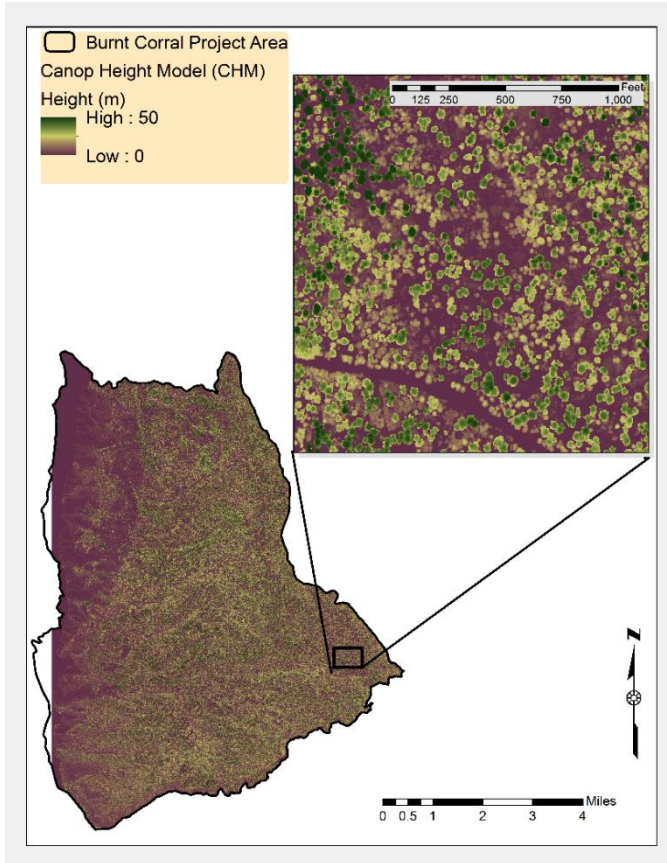 Burnt Corral Project Area
Canop Height Model (CHM)
Height (m)
High : 50
Low : 0
Feet
0 125 250 500 750 1,000
N
Miles
0 0.5 1 2 3 4